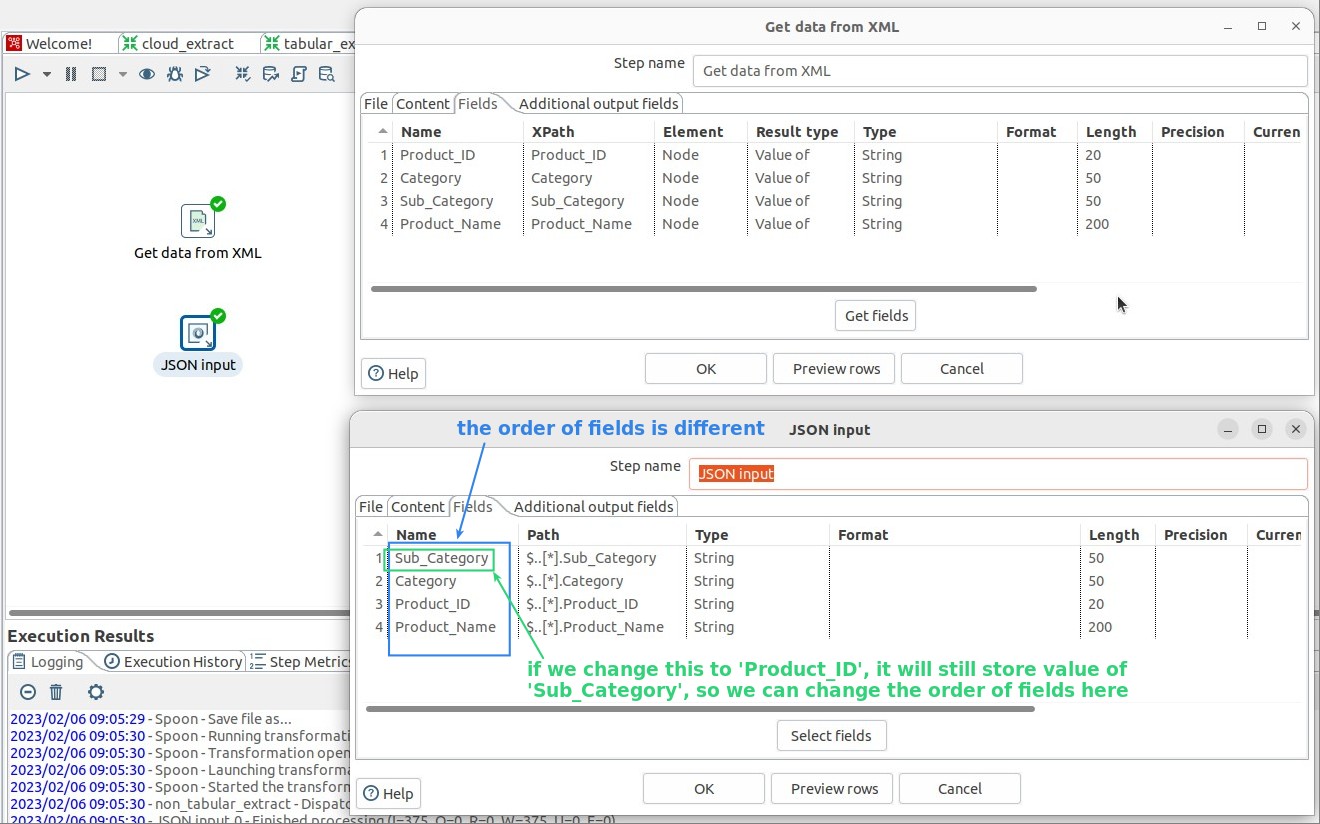 Get data from XML
Welcome!
cloud_extract
tabular_ex
Step name
Get data from XML
File
Content
Fields
Additional output fields
Name XPath Element Result type Type Format Length Precision Curren
1 Product_ID Product_ID Node Value of String 20
2 Category Category Node Value of String 50
3 Sub_Category Sub_Category Node Value of String 50
4 Product_Name Product_Name Node Value of String 200
XML
Get data from XML
Get fields
JSON input
Help
OK
Preview rows
Cancel
the order of fields is different
JSON input
Step name
JSON input
File
Content
Fields
Additional output fields
Name Path Type Format Length Precision Curren
1 Sub_Category $..[*].Sub_Category String 50
2 Category $..[*].Category String 50
3 Product_ID $..[*].Product_ID String 20
4 Product_Name $..[*].Product_Name String 200
if we change this to 'Product_ID', it will still store value of
'Sub_Category', so we can change the order of fields here
Select fields
Help
OK
Preview rows
Cancel
Execution Results
Logging
Execution History
Step Metrics
2023/02/06 09:05:29 - Spoon - Save file as...
2023/02/06 09:05:30 - Spoon - Running transformati
2023/02/06 09:05:30 - Spoon - Transformation open
2023/02/06 09:05:30 - Spoon - Launching transforma
2023/02/06 09:05:30 - Spoon - Started the transform
2023/02/06 09:05:30 - non_tabular_extract - Dispatc
2023/02/06 09:05:30 - JSON input.0 - Finished processing (I=375, O=0, R=0, W=375, U=0, E=0)